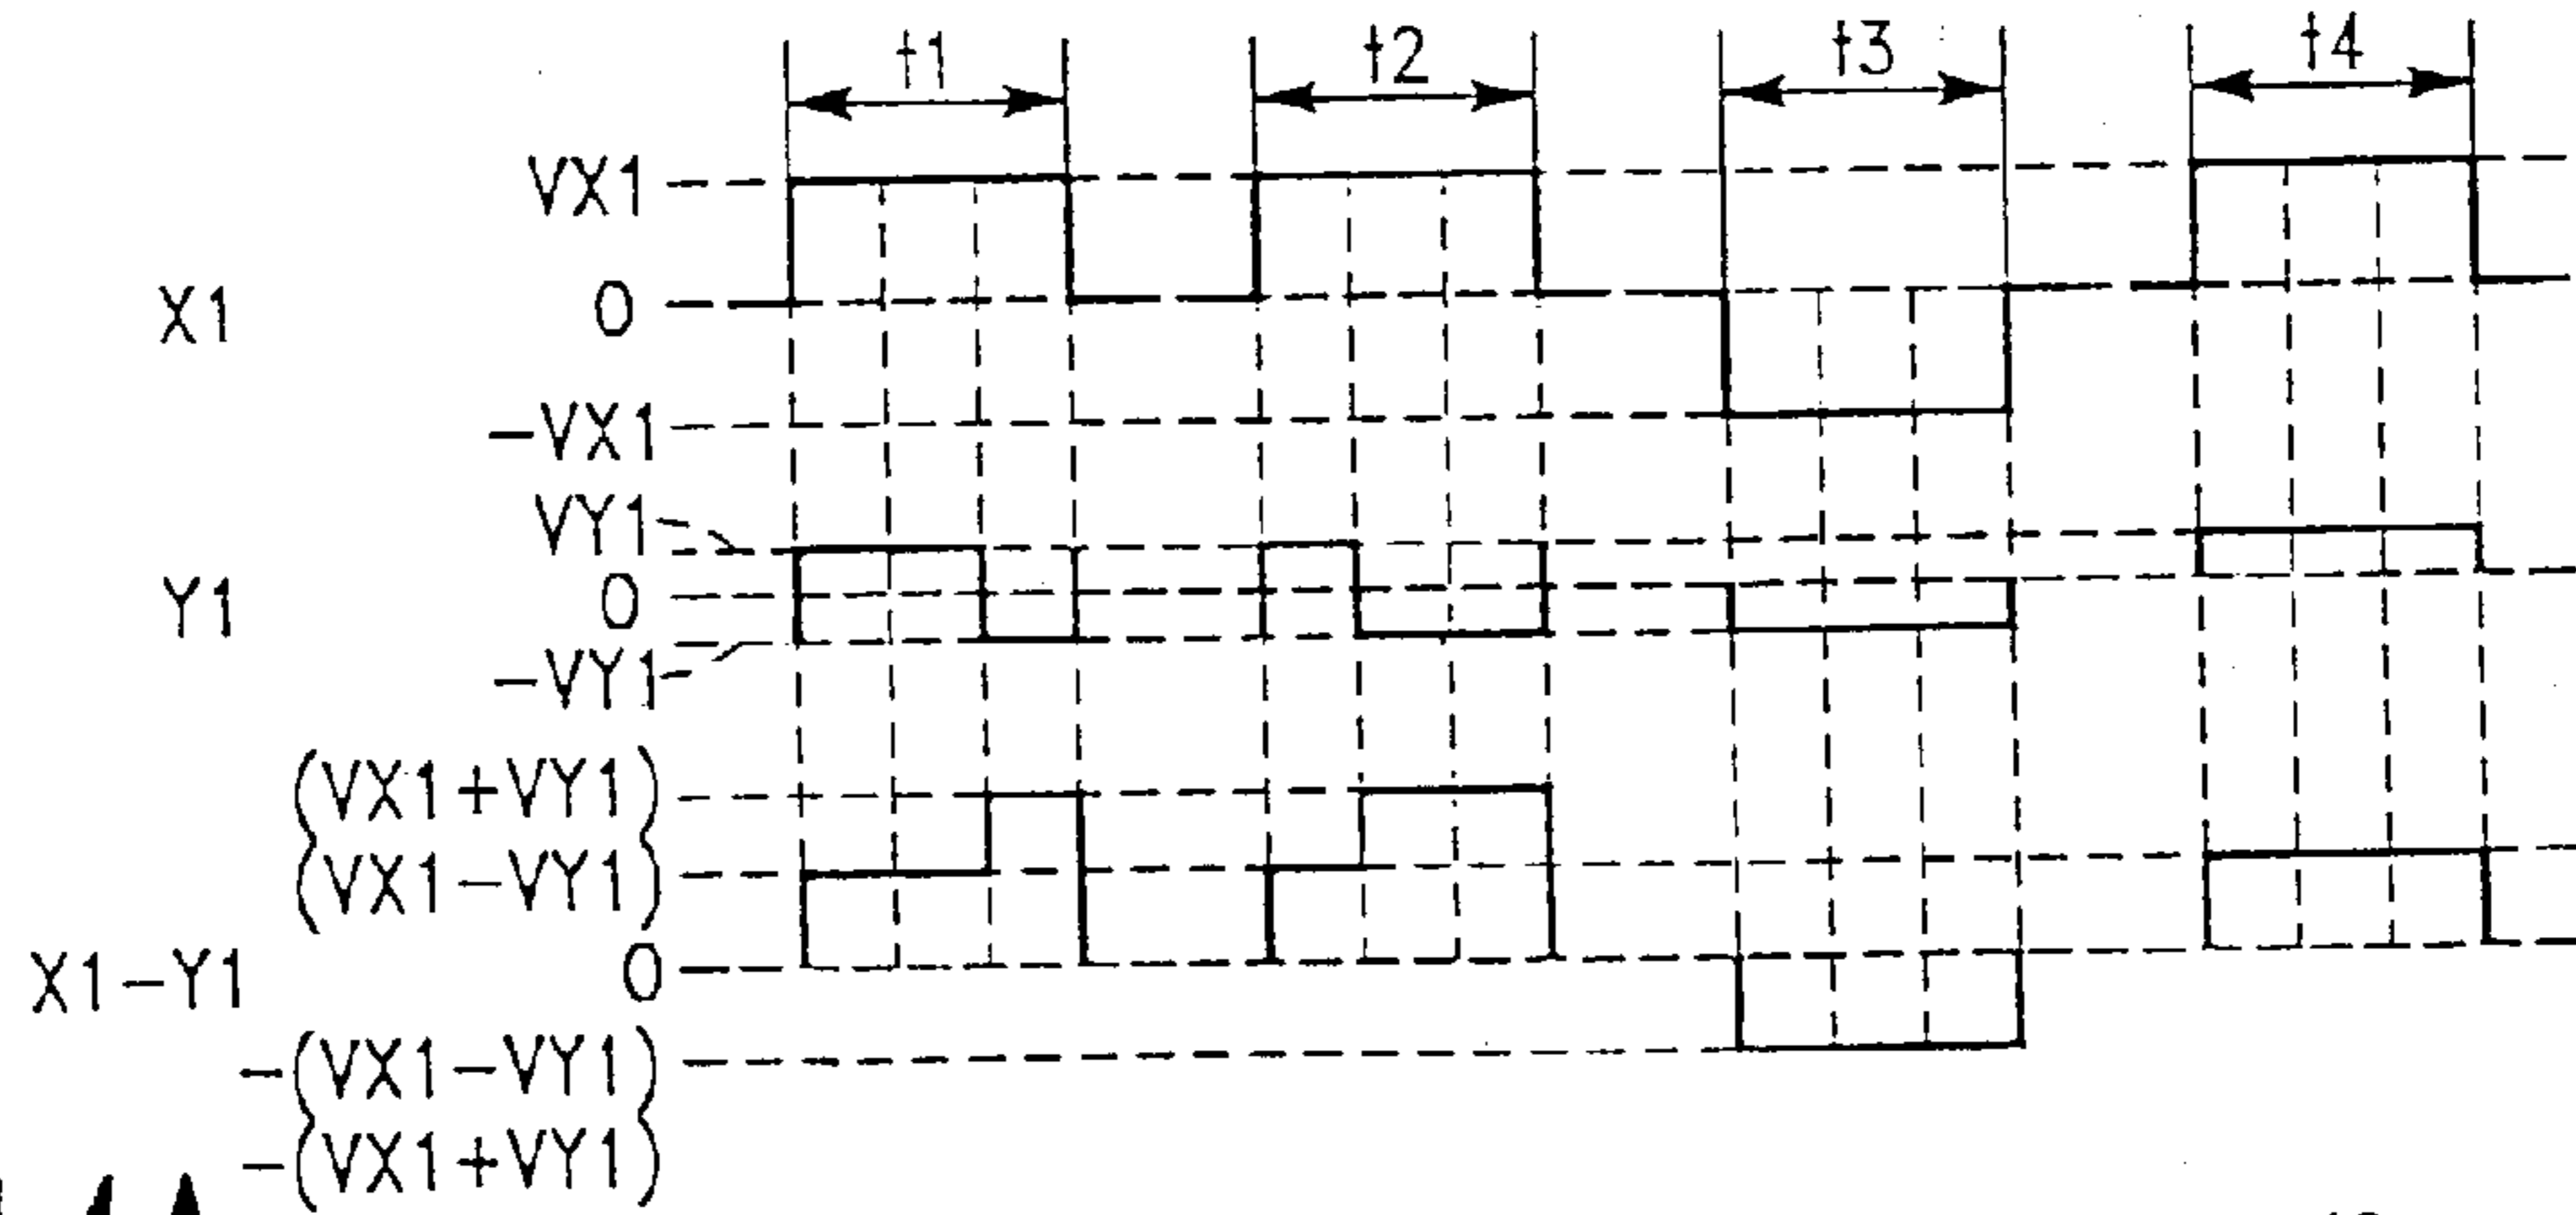 t1 t2 t3 t4
VX1
X1 0
-VX1
VY1
Y1 0
-VY1
(VX1+VY1)
(VX1-VY1)
X1-Y1 0
-(VX1-VY1)
-(VX1+VY1)